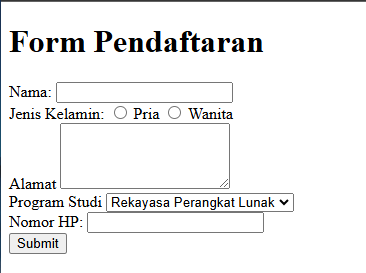 Form Pendaftaran
Nama:
Jenis Kelamin: Pria Wanita
Alamat
Program Studi Rekayasa Perangkat Lunak
Nomor HP:
Submit